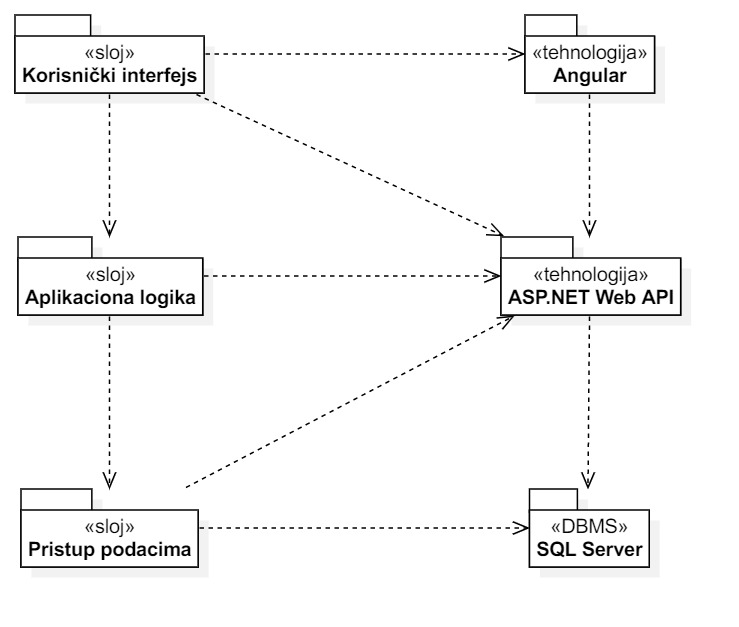 «sloj»
Korisnički interfejs
«tehnologija»
Angular
«sloj»
Aplikaciona logika
«tehnologija»
ASP.NET Web API
«sloj»
Pristup podacima
«DBMS»
SQL Server